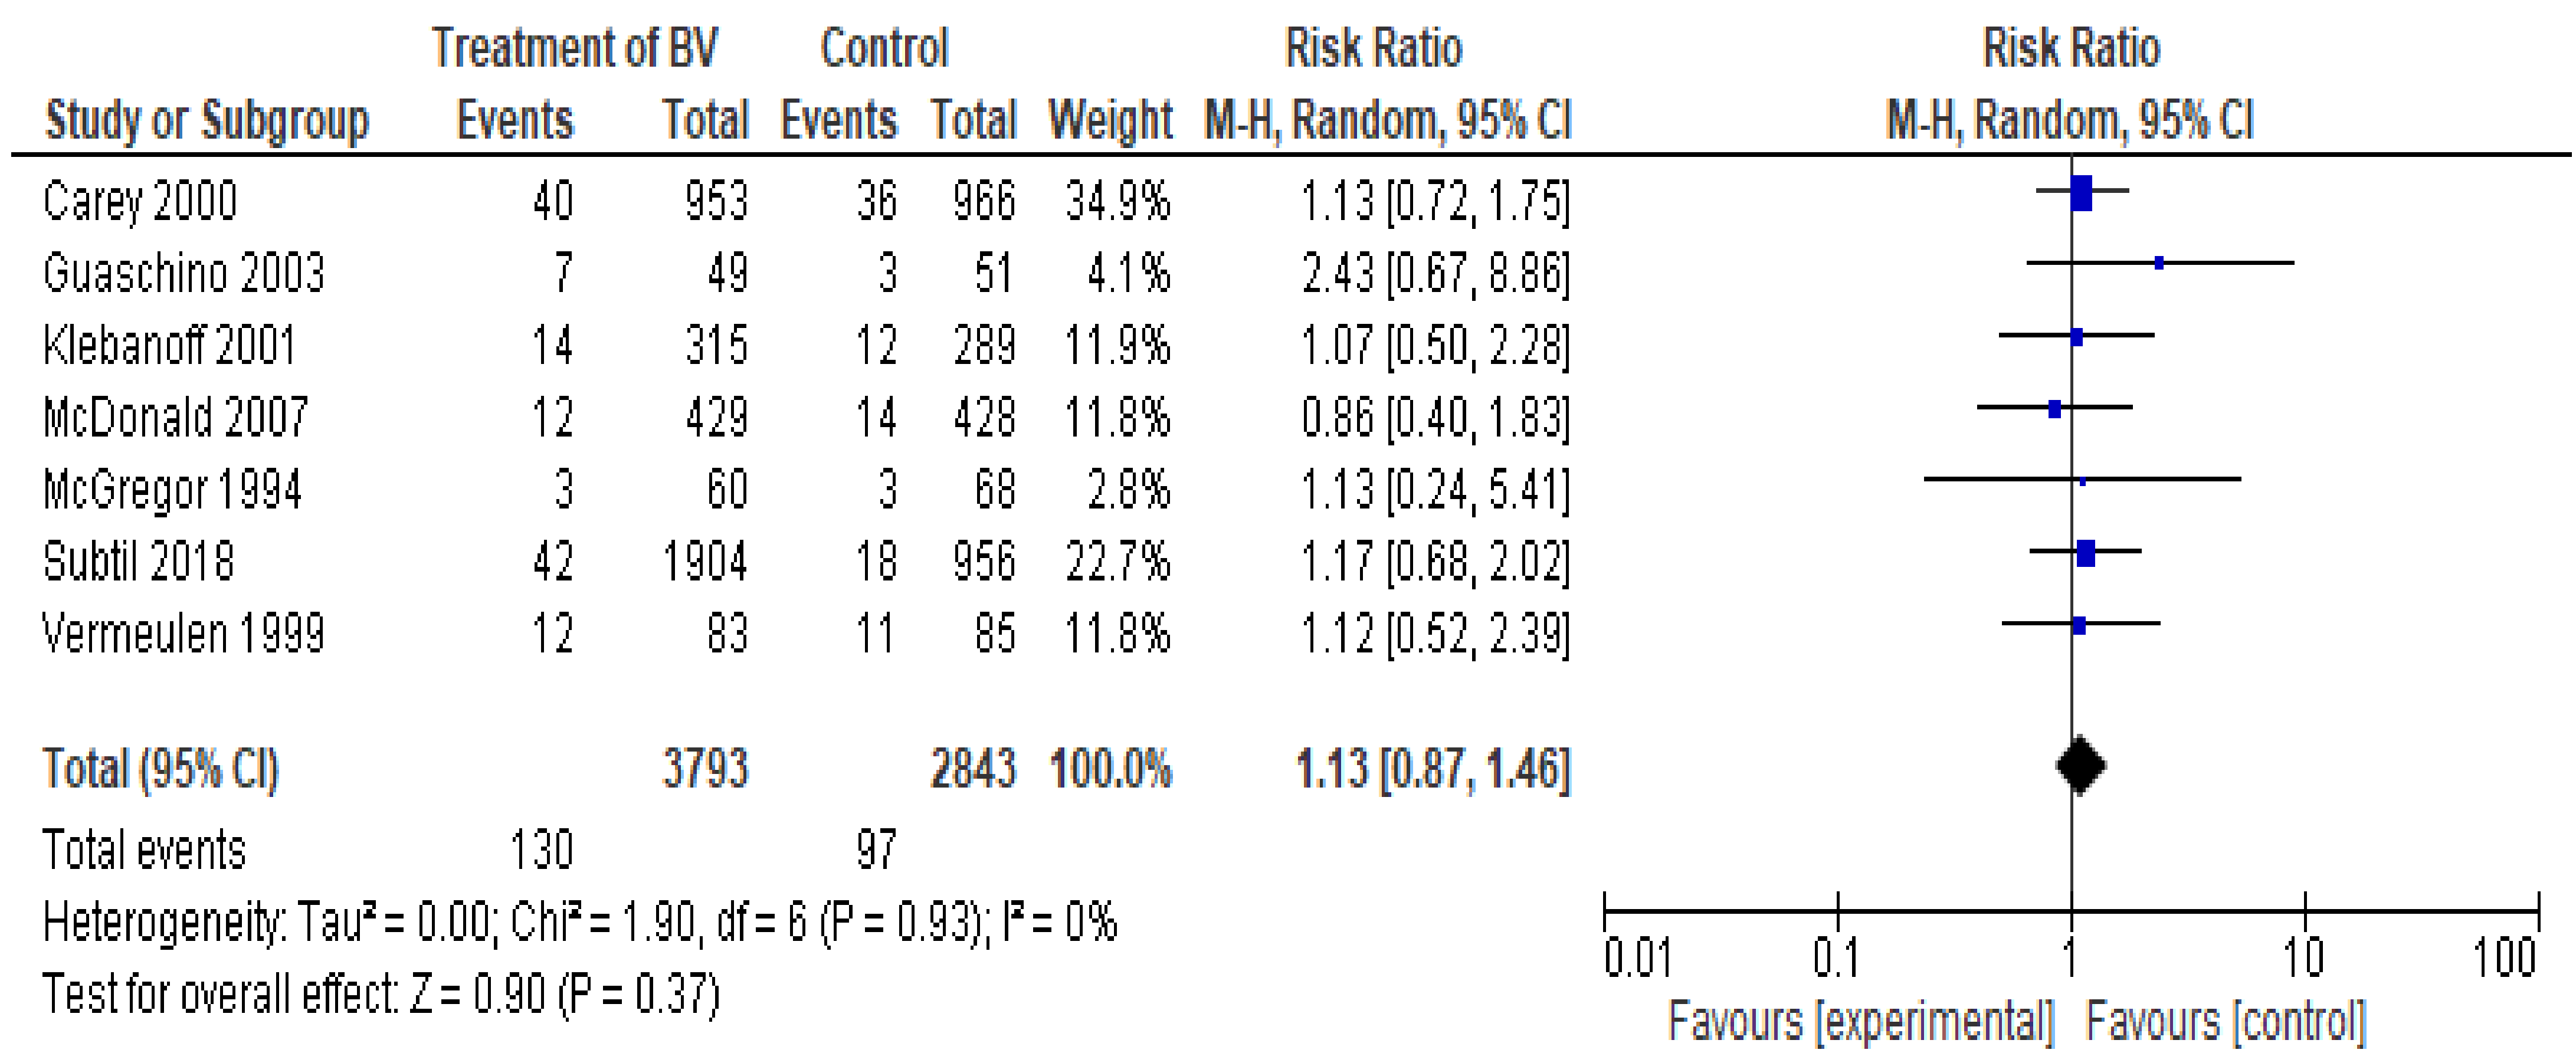 Treatment of BV Control Risk Ratio Risk Ratio
Study or Subgroup Events Total Events Total Weight M-H, Random, 95% CI M-H, Random, 95% CI
Carey 2000 40 953 36 966 34.9% 1.13 [0.72, 1.75]
Guaschino 2003 7 49 3 51 4.1% 2.43 [0.67, 8.86]
Klebanoff 2001 14 315 12 289 11.9% 1.07 [0.50, 2.28]
McDonald 2007 12 429 14 428 11.8% 0.86 [0.40, 1.83]
McGregor 1994 3 60 3 68 2.8% 1.13 [0.24, 5.41]
Subtil 2018 42 1904 18 956 22.7% 1.17 [0.68, 2.02]
Vermeulen 1999 12 83 11 85 11.8% 1.12 [0.52, 2.39]
Total (95% CI) 3793 2843 100.0% 1.13 [0.87, 1.46]
Total events 130 97
Heterogeneity: Tau² = 0.00; Chi² = 1.90, df = 6 (P = 0.93); I² = 0%
Test for overall effect: Z = 0.90 (P = 0.37)
0.01 0.1 1 10 100
Favours [experimental] Favours [control]